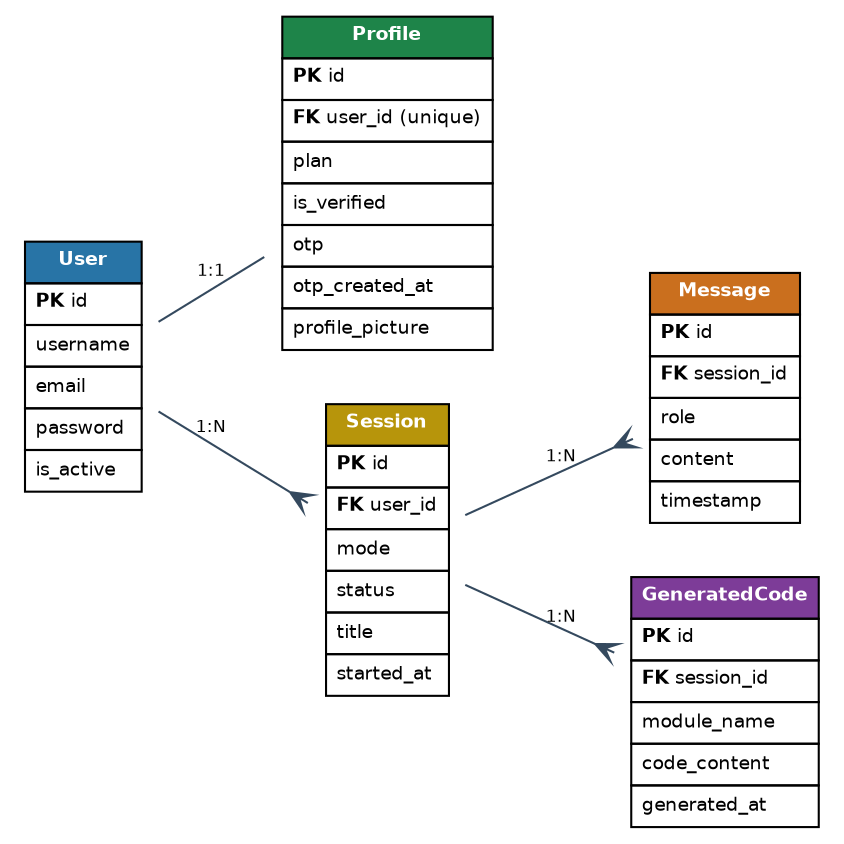 Profile
PK id
FK user_id (unique)
plan
is_verified
otp
otp_created_at
profile_picture
User
PK id
username
email
password
is_active
1:1
1:N
Session
PK id
FK user_id
mode
status
title
started_at
1:N
1:N
Message
PK id
FK session_id
role
content
timestamp
GeneratedCode
PK id
FK session_id
module_name
code_content
generated_at